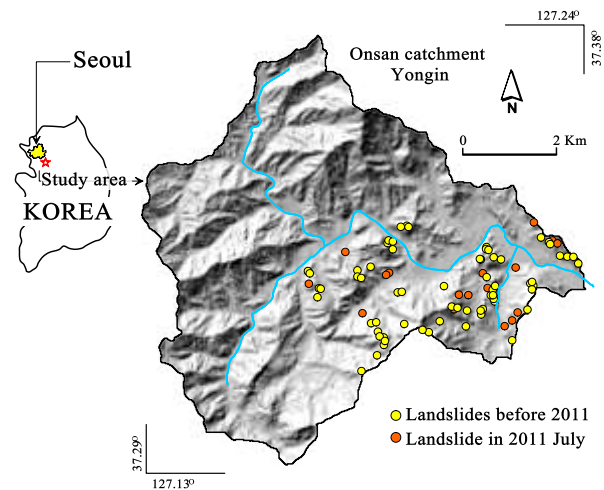 127.24°
37.38°
Onsan catchment
Yongin
Seoul
N
0 2 Km
Study area
KOREA
Landslides before 2011
Landslide in 2011 July
37.29°
127.13°